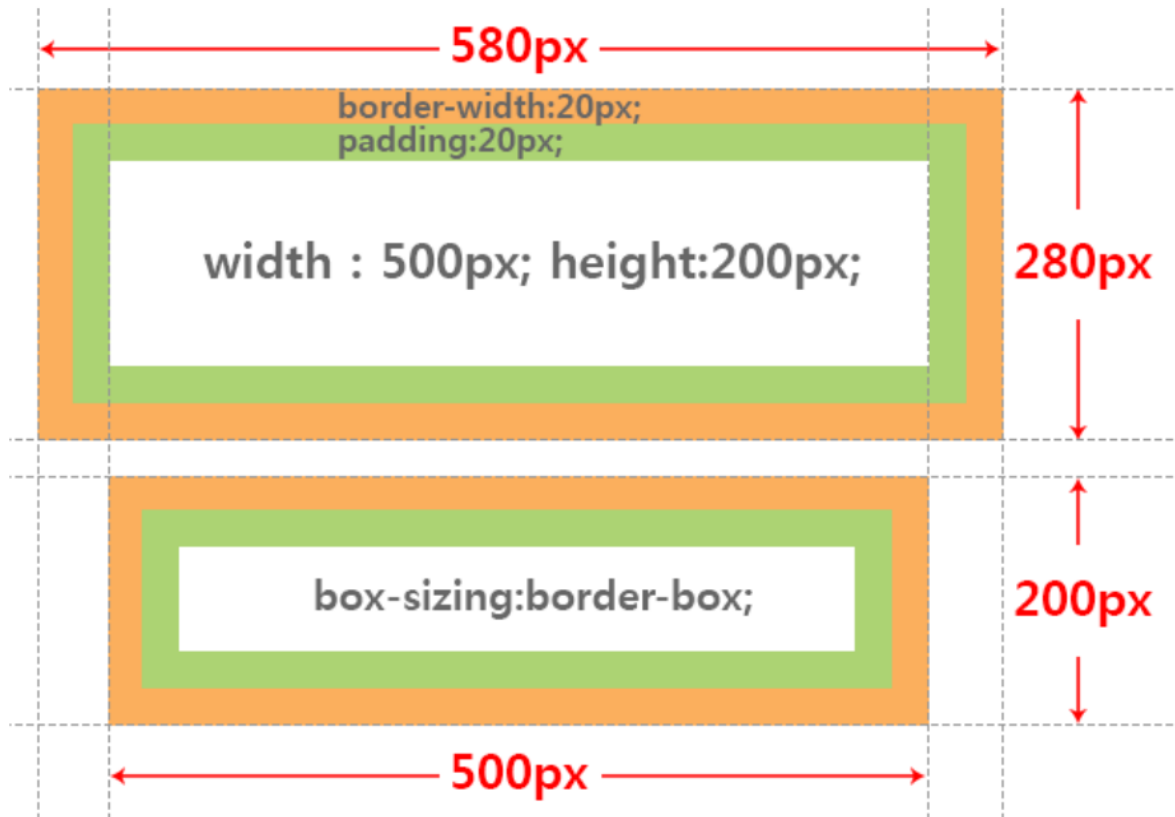 580px
border-width:20px;
padding:20px;
width : 500px; height:200px;
280px
box-sizing:border-box;
200px
500px